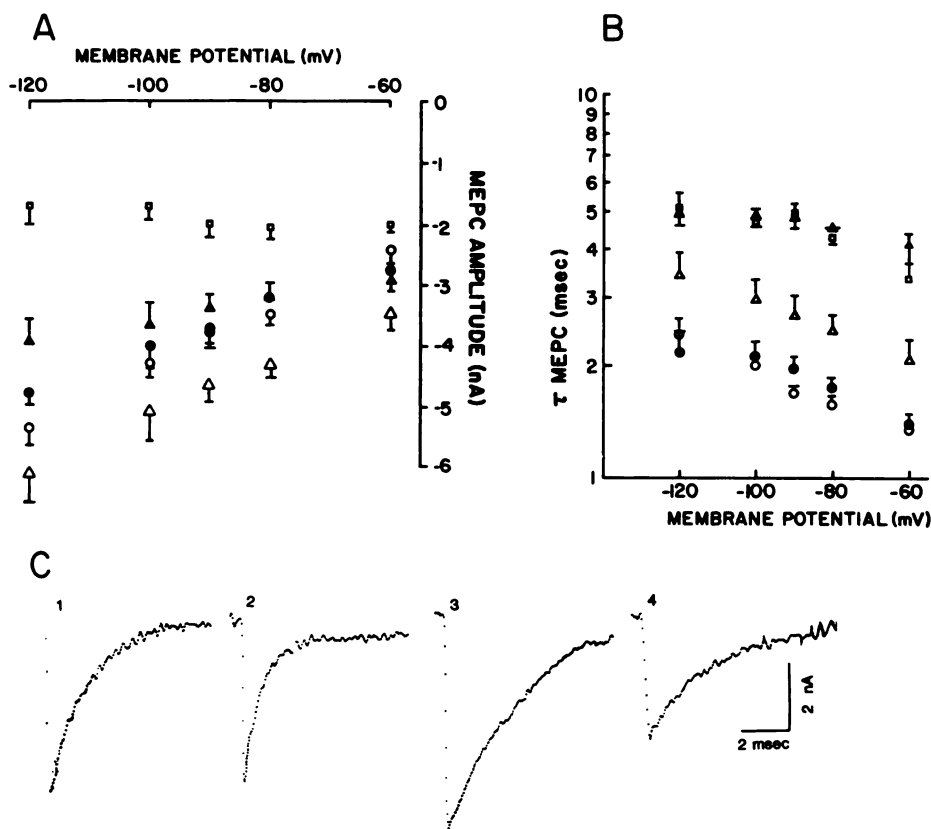 A
MEMBRANE POTENTIAL (mV)
-120 -100 -80 -60
0
-1
-2
-3
-4
-5
-6
MEPC AMPLITUDE (nA)
B
10
9
8
7
6
5
4
3
2
1
τ MEPC (msec)
-120 -100 -80 -60
MEMBRANE POTENTIAL (mV)
C
1 2 3 4
2 nA
2 msec